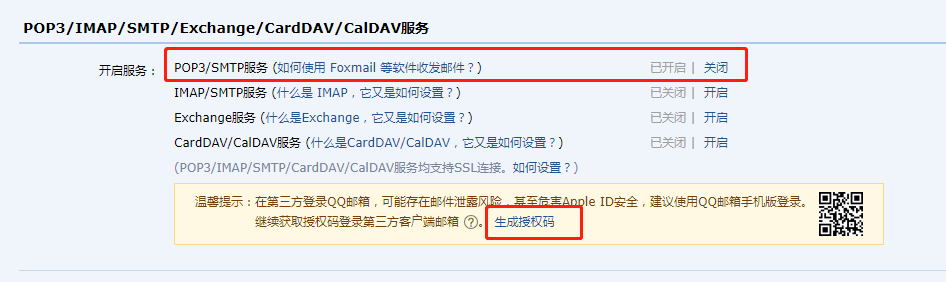 POP3/IMAP/SMTP/Exchange/CardDAV/CalDAV服务
开启服务： POP3/SMTP服务 (如何使用 Foxmail 等软件收发邮件？) 已开启 | 关闭
IMAP/SMTP服务 (什么是 IMAP，它又是如何设置？) 已关闭 | 开启
Exchange服务 (什么是Exchange，它又是如何设置？) 已关闭 | 开启
CardDAV/CalDAV服务 (什么是CardDAV/CalDAV，它又是如何设置？) 已关闭 | 开启
(POP3/IMAP/SMTP/CardDAV/CalDAV服务均支持SSL连接。如何设置？)
温馨提示：在第三方登录QQ邮箱，可能存在邮件泄露风险，甚至危害Apple ID安全，建议使用QQ邮箱手机版登录。
继续获取授权码登录第三方客户端邮箱 ?。 生成授权码